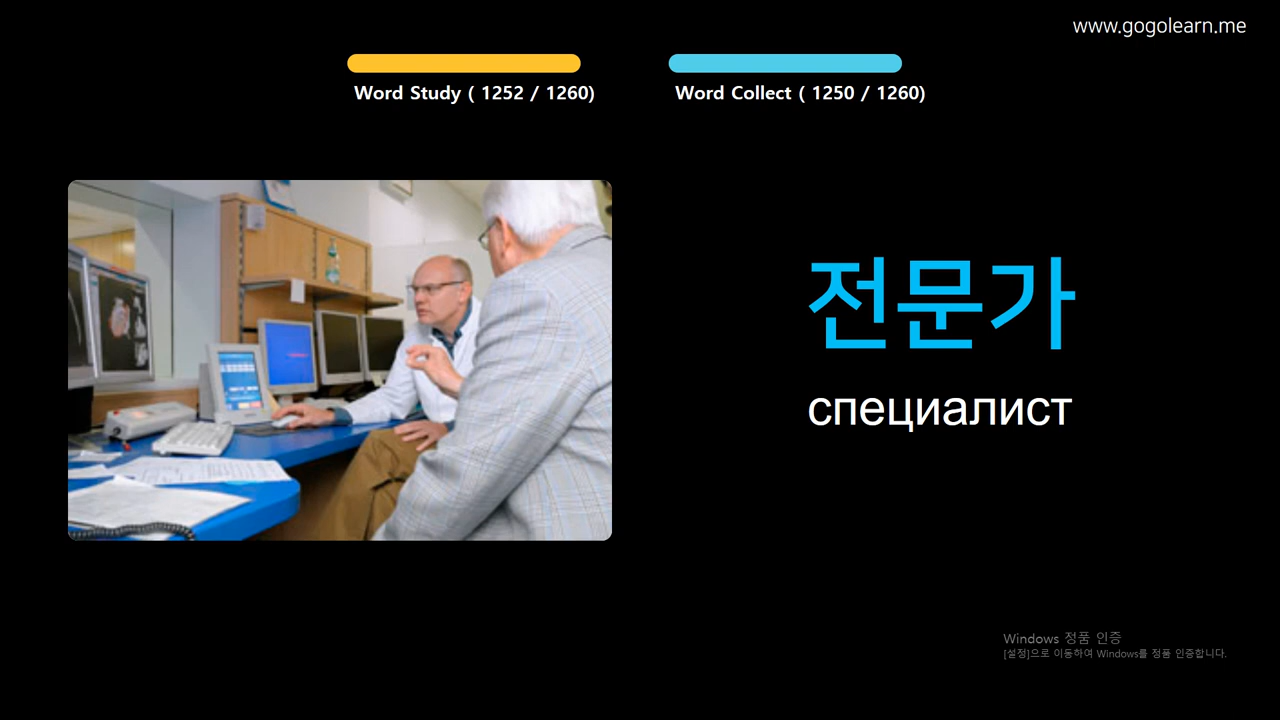 www.gogolearn.me
Word Study ( 1252 / 1260)
Word Collect ( 1250 / 1260)
전문가
специалист
Windows 정품 인증
[설정]으로 이동하여 Windows를 정품 인증합니다.